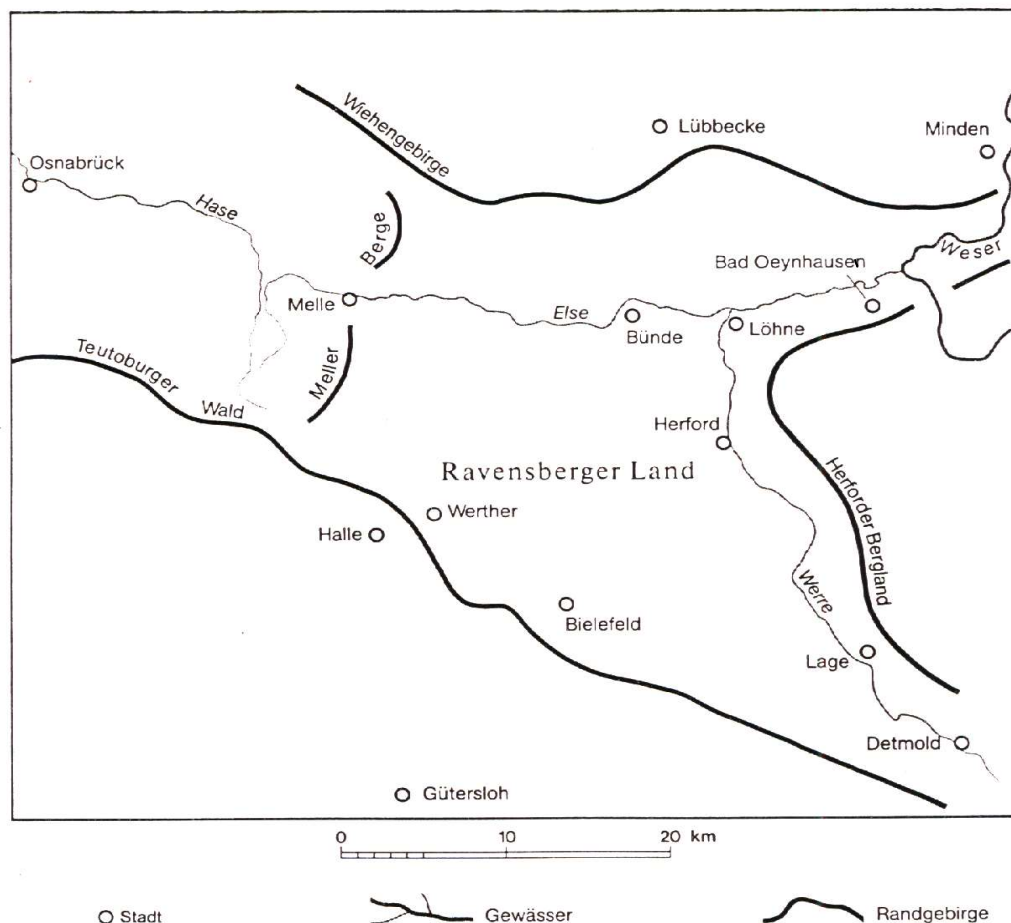 Wiehengebirge
Lübbecke
Minden
Osnabrück
Hase
Berge
Weser
Bad Oeynhausen
Melle
Else
Bünde
Löhne
Teutoburger
Wald
Meller
Herford
Ravensberger Land
Herforder Bergland
Werther
Halle
Werre
Bielefeld
Lage
Detmold
Gütersloh
0 10 20 km
Stadt Gewässer Randgebirge